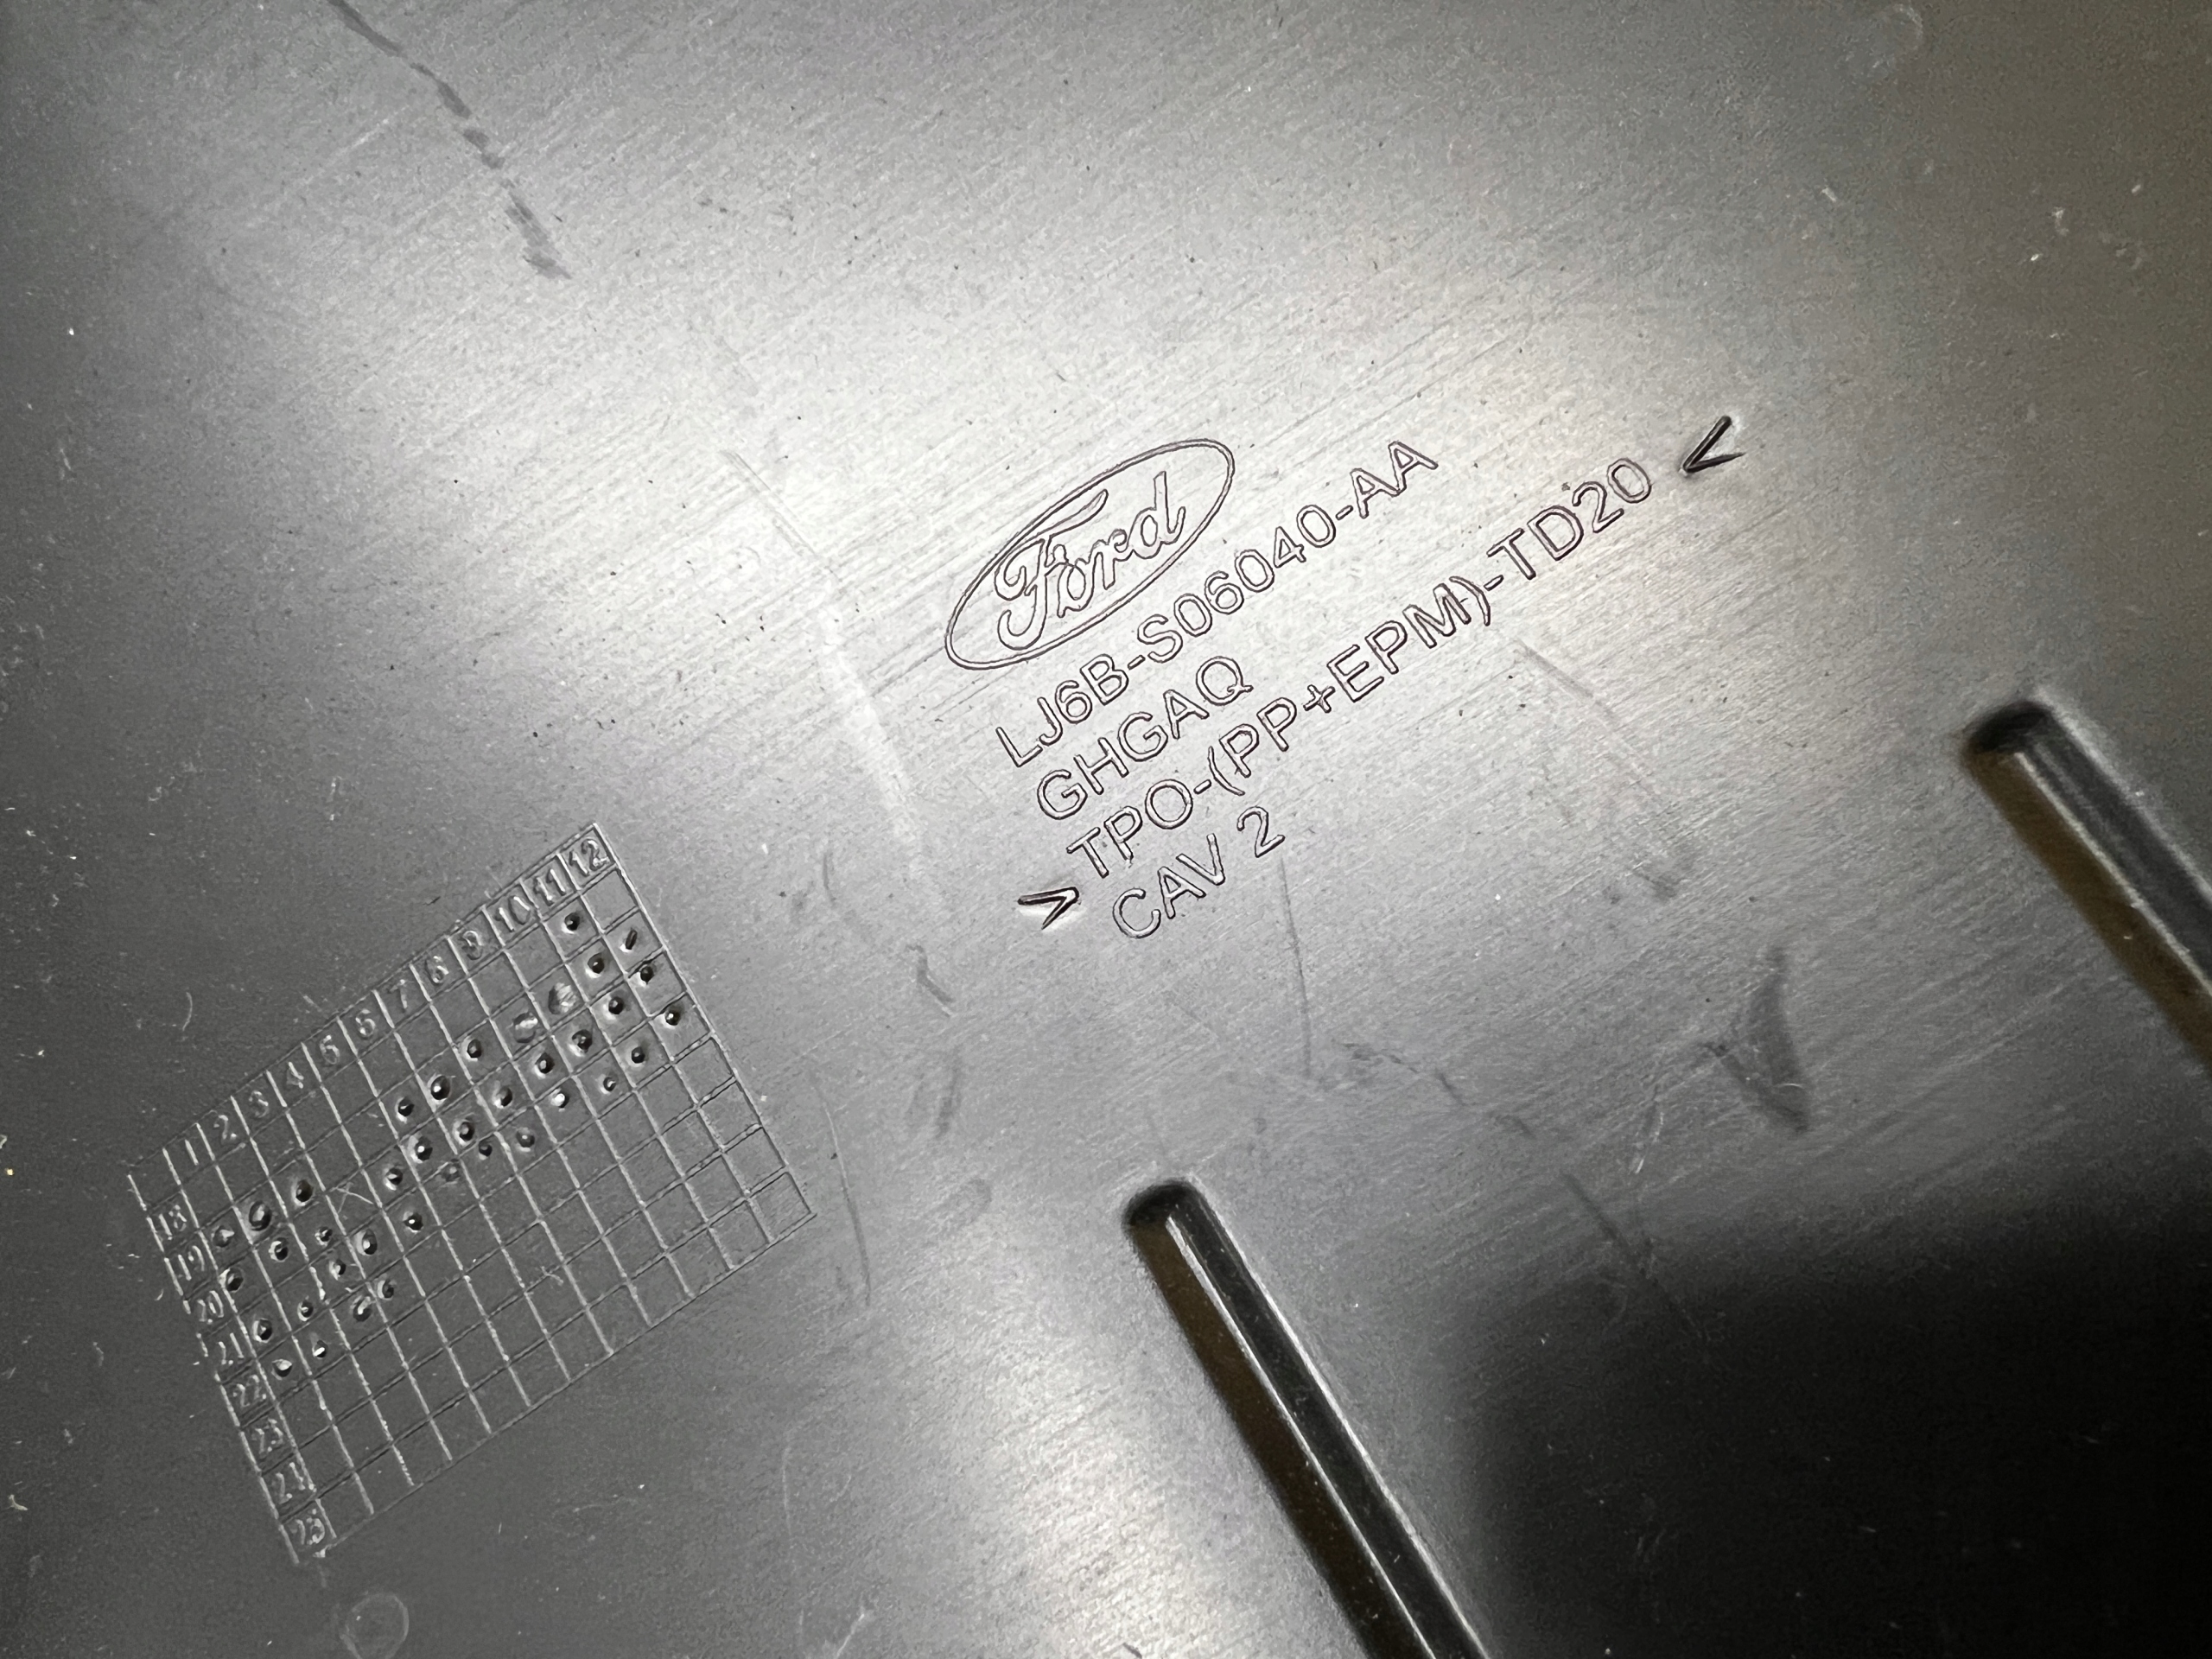 Ford
LJ6B-S06040-AA
GHGAQ
>TPO-(PP+EPM)-TD20<
CAV 2
1 2 3 4 5 6 7 8 9 10 11 12
18
19
20
21
22
23
24
25